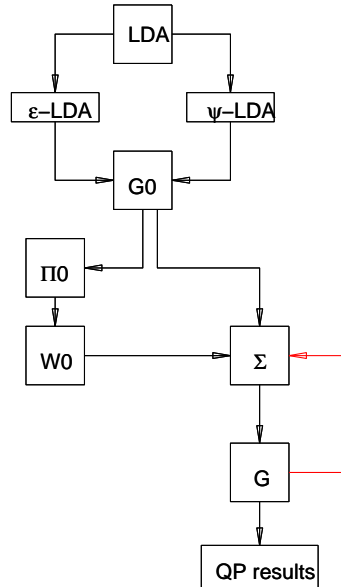 LDA
ε–LDA
ψ–LDA
G0
Π0
W0
Σ
G
QP results